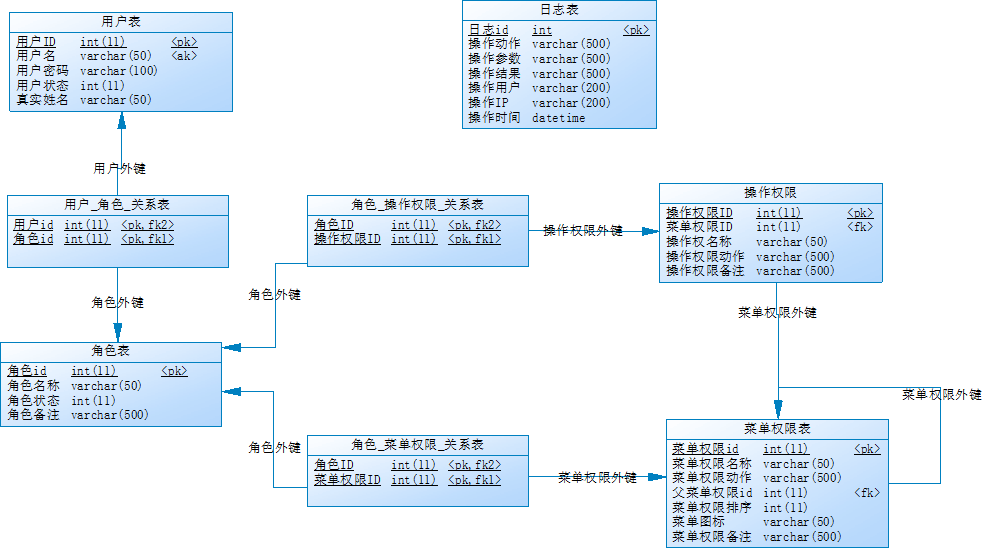 用户表
用户ID int(11) <pk>
用户名 varchar(50) <ak>
用户密码 varchar(100)
用户状态 int(11)
真实姓名 varchar(50)
日志表
日志id int <pk>
操作动作 varchar(500)
操作参数 varchar(500)
操作结果 varchar(500)
操作用户 varchar(200)
操作IP varchar(200)
操作时间 datetime
用户外键
用户_角色_关系表
用户id int(11) <pk,fk2>
角色id int(11) <pk,fk1>
角色_操作权限_关系表
角色ID int(11) <pk,fk2>
操作权限ID int(11) <pk,fk1>
操作权限外键
操作权限
操作权限ID int(11) <pk>
菜单权限ID int(11) <fk>
操作权名称 varchar(50)
操作权限动作 varchar(500)
操作权限备注 varchar(500)
角色外键
角色外键
菜单权限外键
角色表
角色id int(11) <pk>
角色名称 varchar(50)
角色状态 int(11)
角色备注 varchar(500)
菜单权限外键
角色外键
角色_菜单权限_关系表
角色ID int(11) <pk,fk2>
菜单权限ID int(11) <pk,fk1>
菜单权限外键
菜单权限表
菜单权限id int(11) <pk>
菜单权限名称 varchar(50)
菜单权限动作 varchar(500)
父菜单权限id int(11) <fk>
菜单权限排序 int(11)
菜单图标 varchar(50)
菜单权限备注 varchar(500)